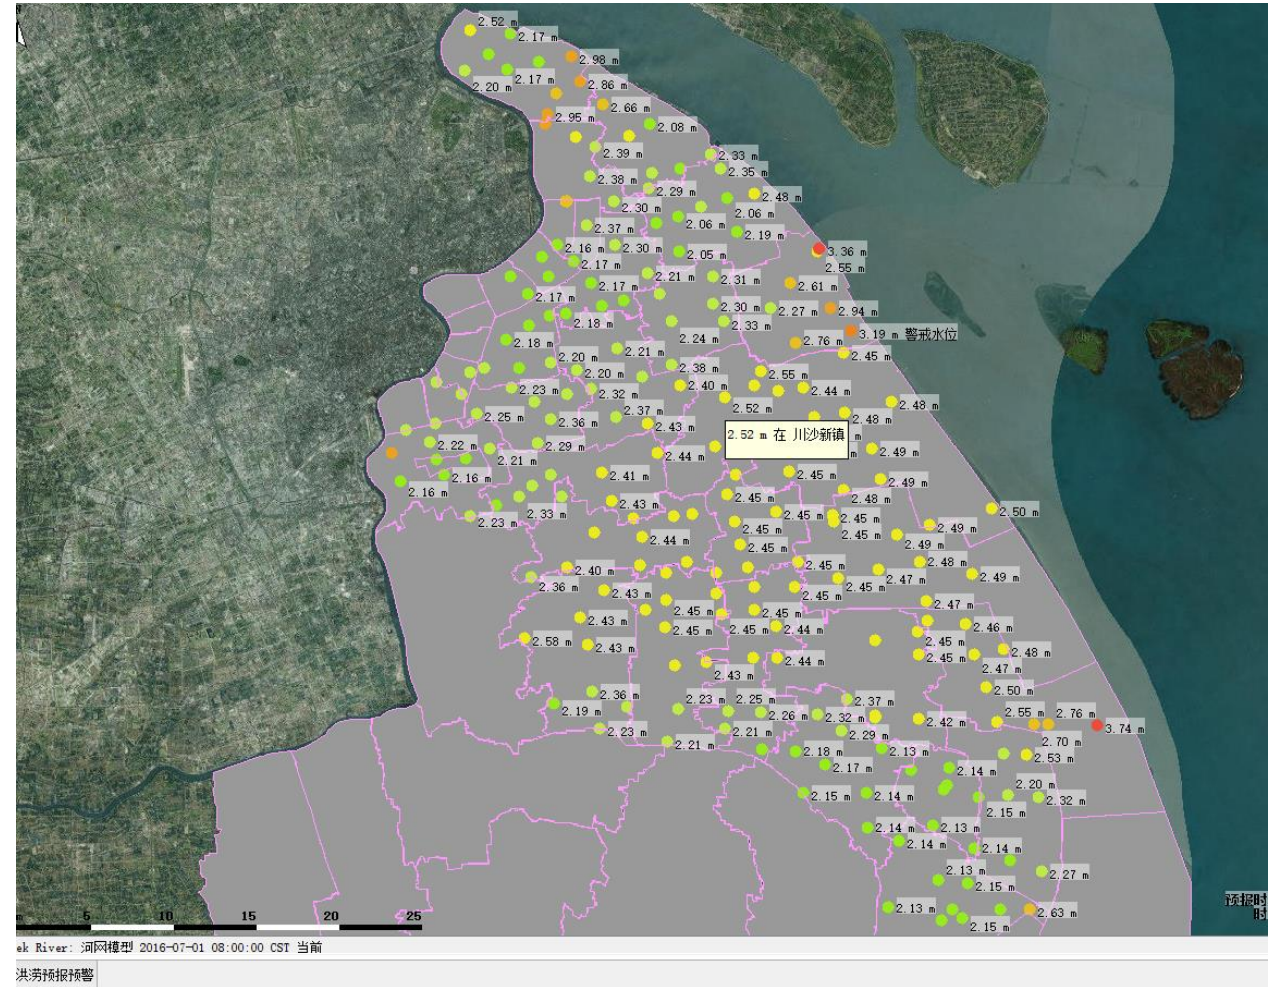 2.52 m
2.17 m
2.98 m
2.17 m
2.20 m
2.86 m
2.66 m
2.95 m
2.08 m
2.39 m
2.33 m
2.35 m
2.38 m
2.29 m
2.48 m
2.30 m
2.06 m
2.06 m
2.37 m
2.19 m
2.16 m
2.30 m
2.05 m
3.36 m
2.17 m
2.55 m
2.21 m
2.31 m
2.17 m
2.61 m
2.17 m
2.30 m
2.27 m
2.94 m
2.18 m
2.33 m
3.19 m 警戒水位
2.18 m
2.24 m
2.76 m
2.21 m
2.45 m
2.20 m
2.20 m
2.38 m
2.55 m
2.23 m
2.32 m
2.40 m
2.44 m
2.52 m
2.48 m
2.25 m
2.36 m
2.37 m
2.48 m
2.43 m
2.52 m 在 川沙新镇
2.22 m
2.29 m
2.44 m
2.49 m
2.21 m
2.16 m
2.41 m
2.45 m
2.49 m
2.16 m
2.45 m
2.48 m
2.43 m
2.33 m
2.23 m
2.45 m
2.45 m
2.50 m
2.45 m
2.45 m
2.49 m
2.44 m
2.45 m
2.49 m
2.40 m
2.45 m
2.48 m
2.36 m
2.43 m
2.45 m
2.47 m
2.49 m
2.45 m
2.45 m
2.45 m
2.47 m
2.43 m
2.45 m
2.45 m
2.44 m
2.46 m
2.58 m
2.43 m
2.45 m
2.48 m
2.44 m
2.45 m
2.47 m
2.43 m
2.36 m
2.50 m
2.19 m
2.23 m
2.25 m
2.37 m
2.26 m
2.32 m
2.42 m
2.55 m
2.76 m
2.23 m
2.21 m
2.29 m
3.74 m
2.21 m
2.18 m
2.13 m
2.70 m
2.53 m
2.17 m
2.14 m
2.20 m
2.15 m
2.14 m
2.32 m
2.15 m
2.14 m
2.13 m
2.14 m
2.14 m
2.13 m
2.27 m
2.15 m
2.13 m
2.63 m
2.15 m
预报时
时
m 5 10 15 20 25
ek River: 河网模型 2016-07-01 08:00:00 CST 当前
洪涝预报预警